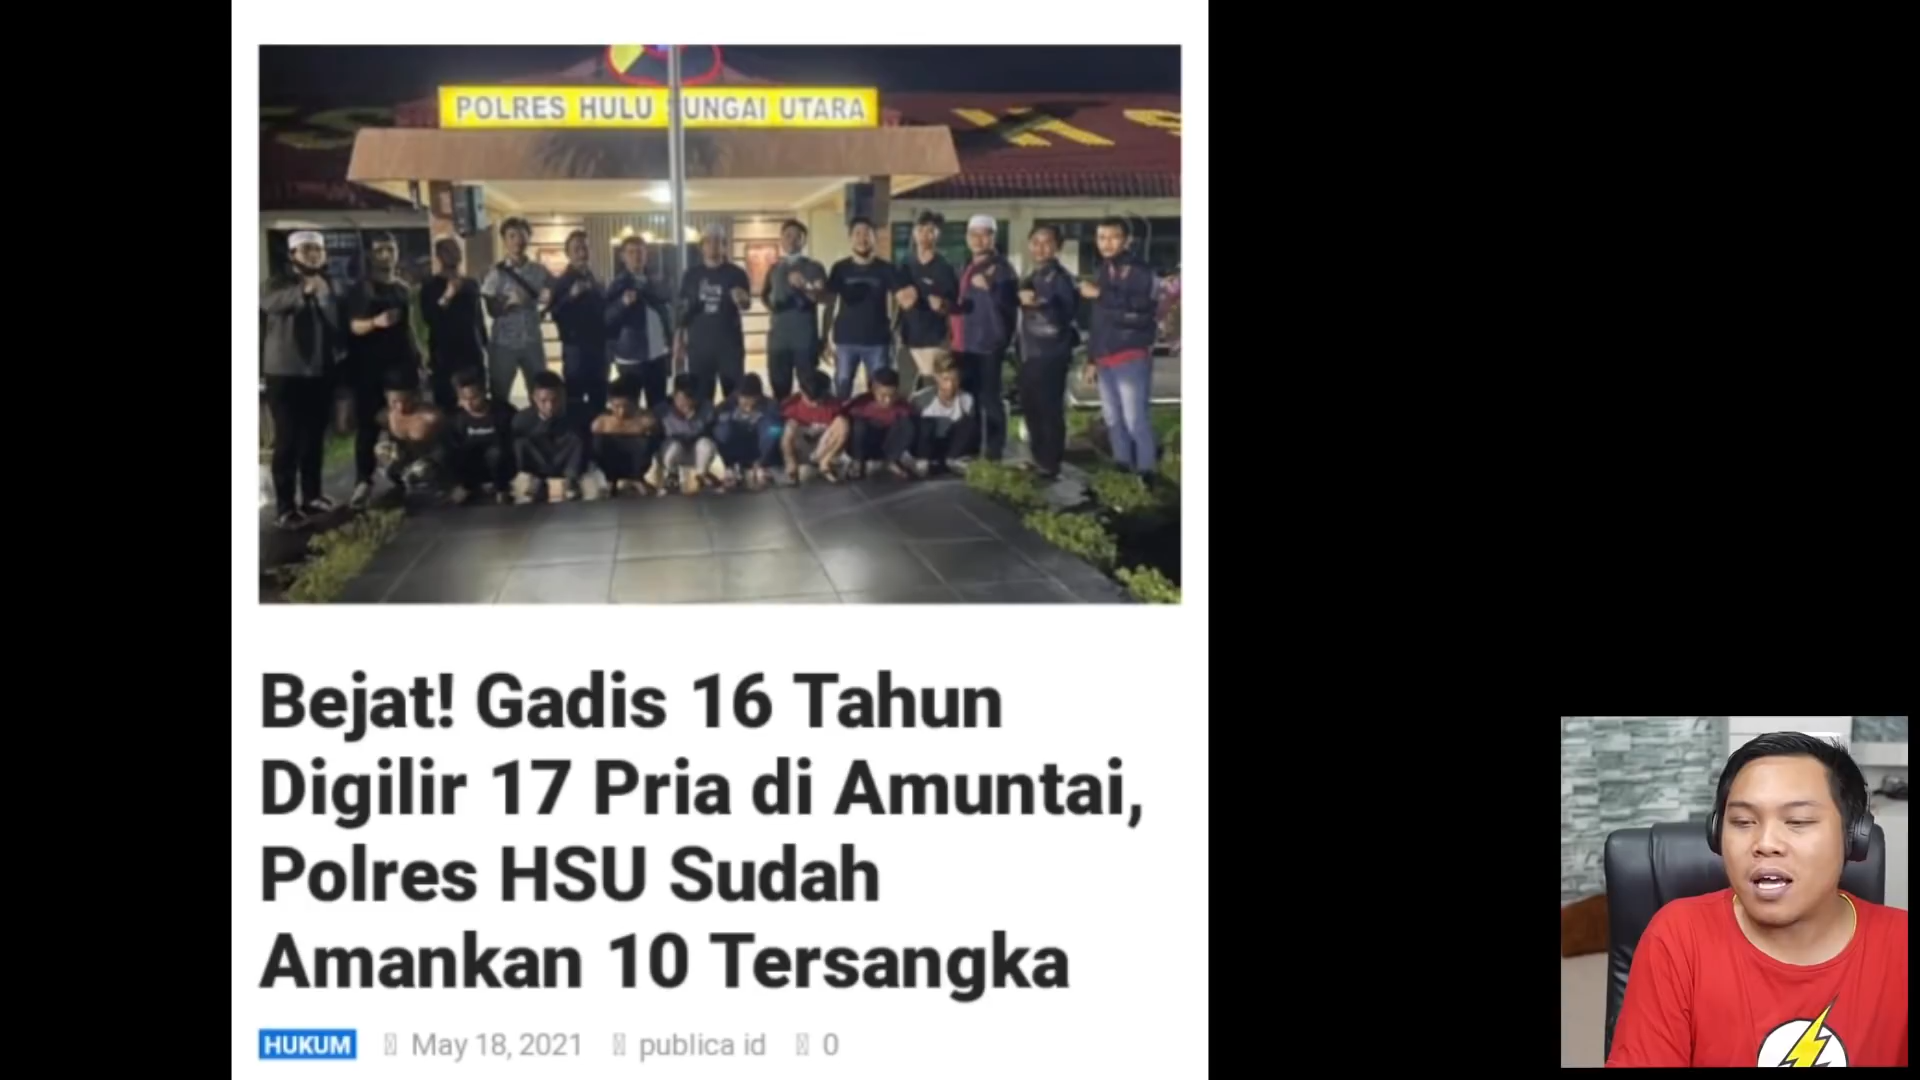 POLRES HULU SUNGAI UTARA
Bejat! Gadis 16 Tahun
Digilir 17 Pria di Amuntai,
Polres HSU Sudah
Amankan 10 Tersangka
HUKUM May 18, 2021 publica id 0